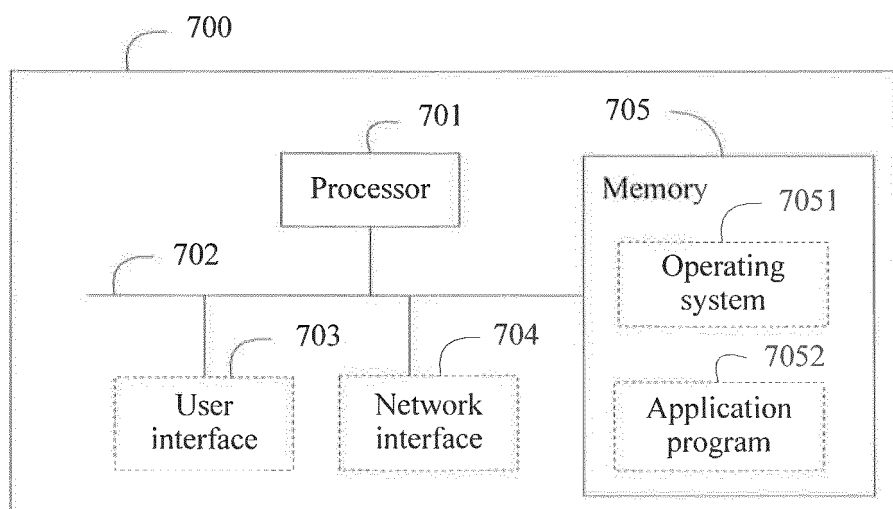 700
701
705
Processor
Memory
7051
702
Operating
system
703
704
7052
User
interface
Network
interface
Application
program